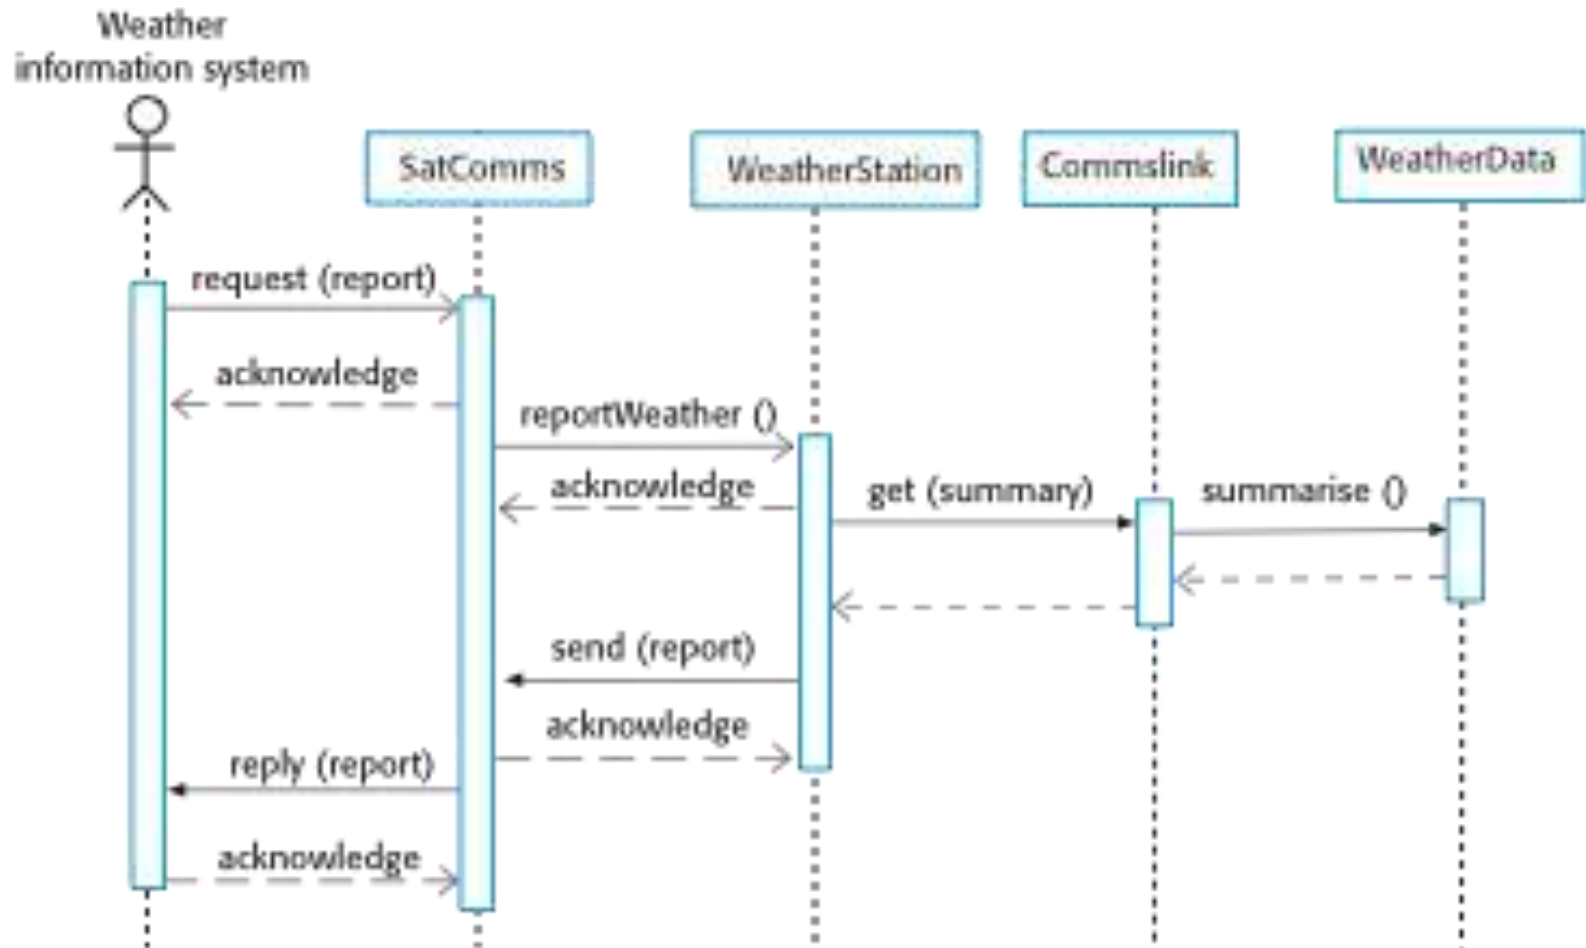 Weather
information system
SatComms
WeatherStation
Commslink
WeatherData
request (report)
acknowledge
reportWeather ()
acknowledge
get (summary)
summarise ()
send (report)
acknowledge
reply (report)
acknowledge